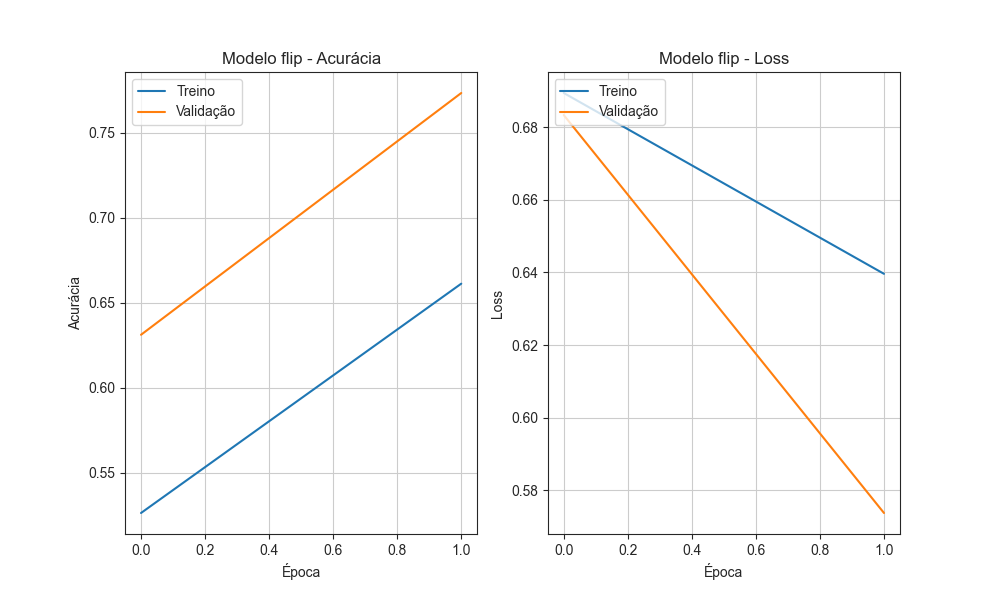 Modelo flip - Acurácia
Treino
Validação
Acurácia
0.75
0.70
0.65
0.60
0.55
0.0 0.2 0.4 0.6 0.8 1.0
Época
Modelo flip - Loss
Treino
Validação
Loss
0.68
0.66
0.64
0.62
0.60
0.58
0.0 0.2 0.4 0.6 0.8 1.0
Época